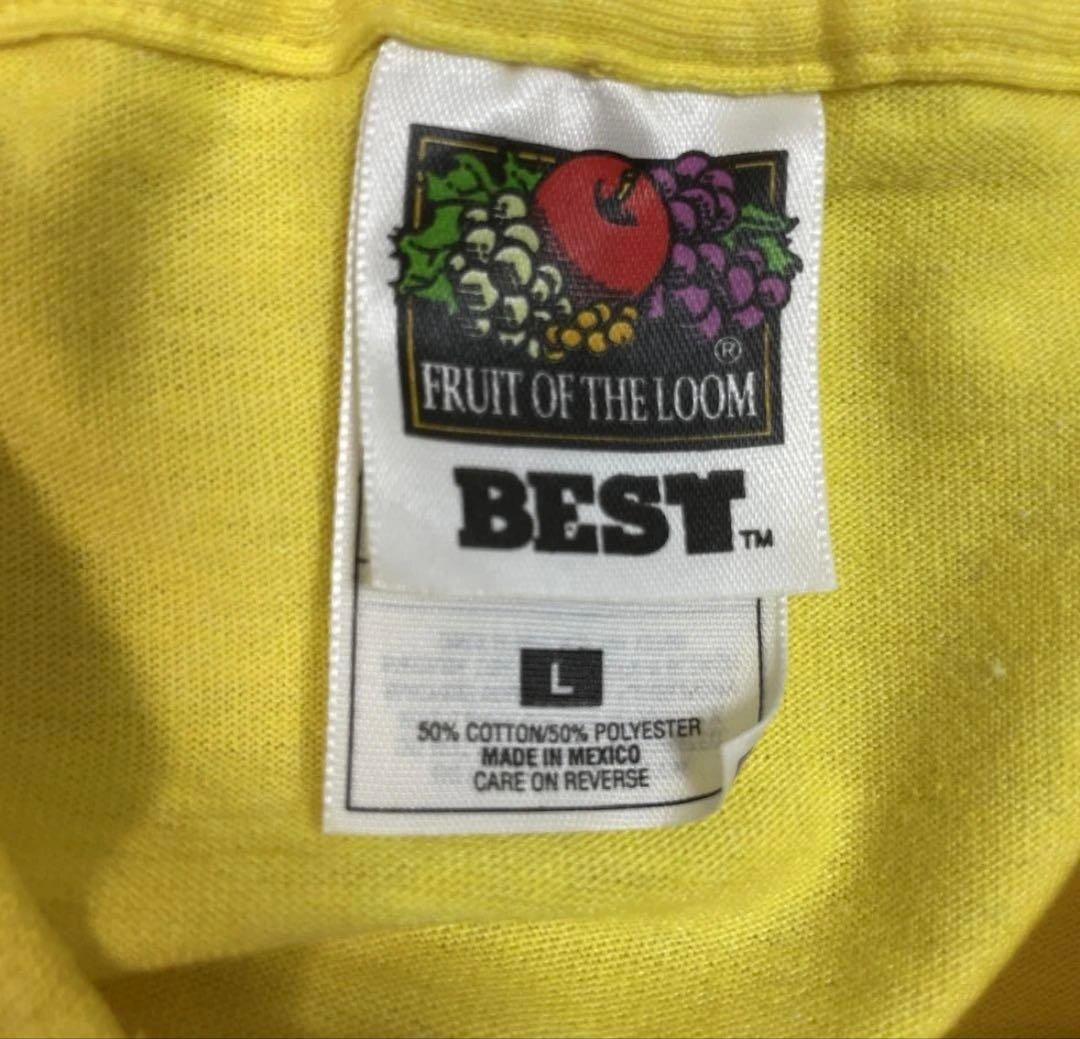 ®
FRUIT OF THE LOOM
BEST™
L
50% COTTON/50% POLYESTER
MADE IN MEXICO
CARE ON REVERSE